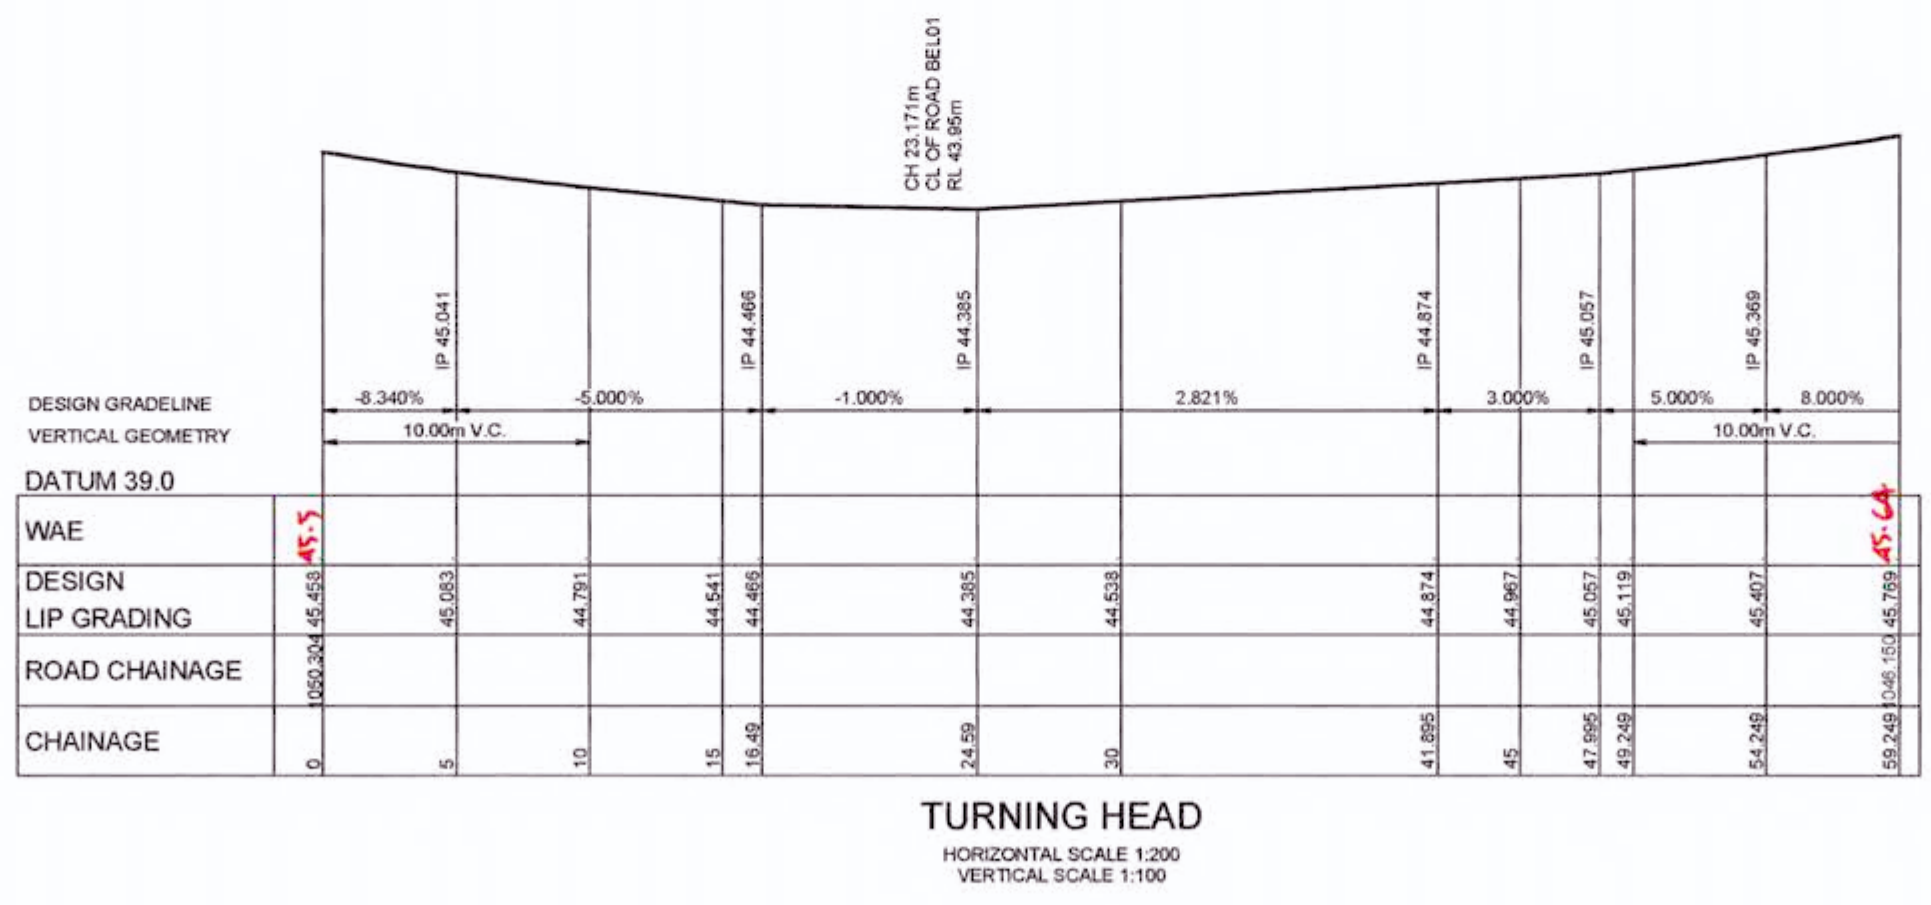 CH 23.171m
CL OF ROAD BEL01
RL 43.95m
IP 45.041
IP 44.466
IP 44.385
IP 44.874
IP 45.057
IP 45.369
DESIGN GRADELINE -8.340% -5.000% -1.000% 2.821% 3.000% 5.000% 8.000%
VERTICAL GEOMETRY 10.00m V.C. 10.00m V.C.
DATUM 39.0
WAE 45.5 45.64
DESIGN
LIP GRADING 45.458 45.083 44.791 44.541 44.466 44.385 44.538 44.874 44.967 45.057 45.119 45.407 45.769
ROAD CHAINAGE 1050.304 1046.150
CHAINAGE 0 5 10 15 16.49 24.59 30 41.895 45 47.995 49.249 54.249 59.249
TURNING HEAD
HORIZONTAL SCALE 1:200
VERTICAL SCALE 1:100